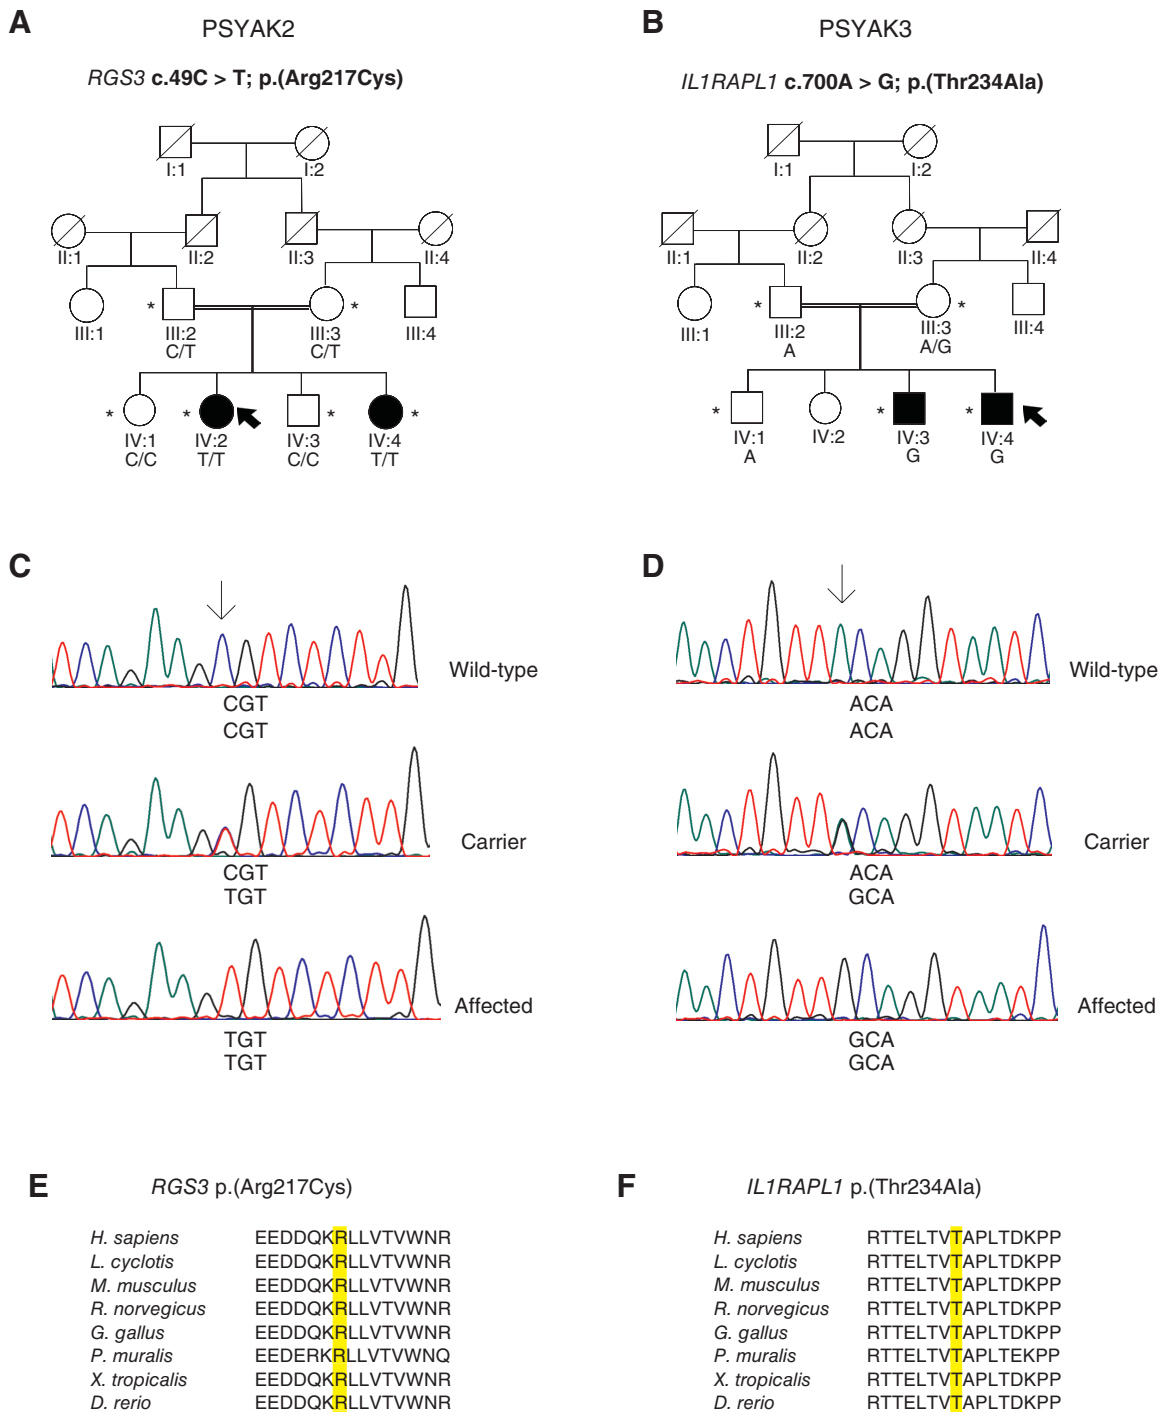 A
PSYAK2
RGS3 c.49C > T; p.(Arg217Cys)
I:1
I:2
II:1
II:2
II:3
II:4
III:1
* III:2
C/T
III:3 *
C/T
III:4
* IV:1
C/C
* IV:2
T/T
IV:3 *
C/C
IV:4 *
T/T
B
PSYAK3
IL1RAPL1 c.700A > G; p.(Thr234Ala)
I:1
I:2
II:1
II:2
II:3
II:4
III:1
* III:2
A
III:3 *
A/G
III:4
* IV:1
A
IV:2
* IV:3
G
* IV:4
G
C
Wild-type
CGT
CGT
Carrier
CGT
TGT
Affected
TGT
TGT
D
Wild-type
ACA
ACA
Carrier
ACA
GCA
Affected
GCA
GCA
E
RGS3 p.(Arg217Cys)
H. sapiens EEDDQKRLLVTVWNR
L. cyclotis EEDDQKRLLVTVWNR
M. musculus EEDDQKRLLVTVWNR
R. norvegicus EEDDQKRLLVTVWNR
G. gallus EEDDQKRLLVTVWNR
P. muralis EEDERKRLLVTVWNQ
X. tropicalis EEDDQKRLLVTVWNR
D. rerio EEDDQKRLLVTVWNR
F
IL1RAPL1 p.(Thr234Ala)
H. sapiens RTTELTVTAPLTDKPP
L. cyclotis RTTELTVTAPLTDKPP
M. musculus RTTELTVTAPLTDKPP
R. norvegicus RTTELTVTAPLTDKPP
G. gallus RTTELTVTAPLTDKPP
P. muralis RTTELTVTAPLTEKPP
X. tropicalis RTTELTVTAPLTDKPP
D. rerio RTTELTVTAPLTDKPP